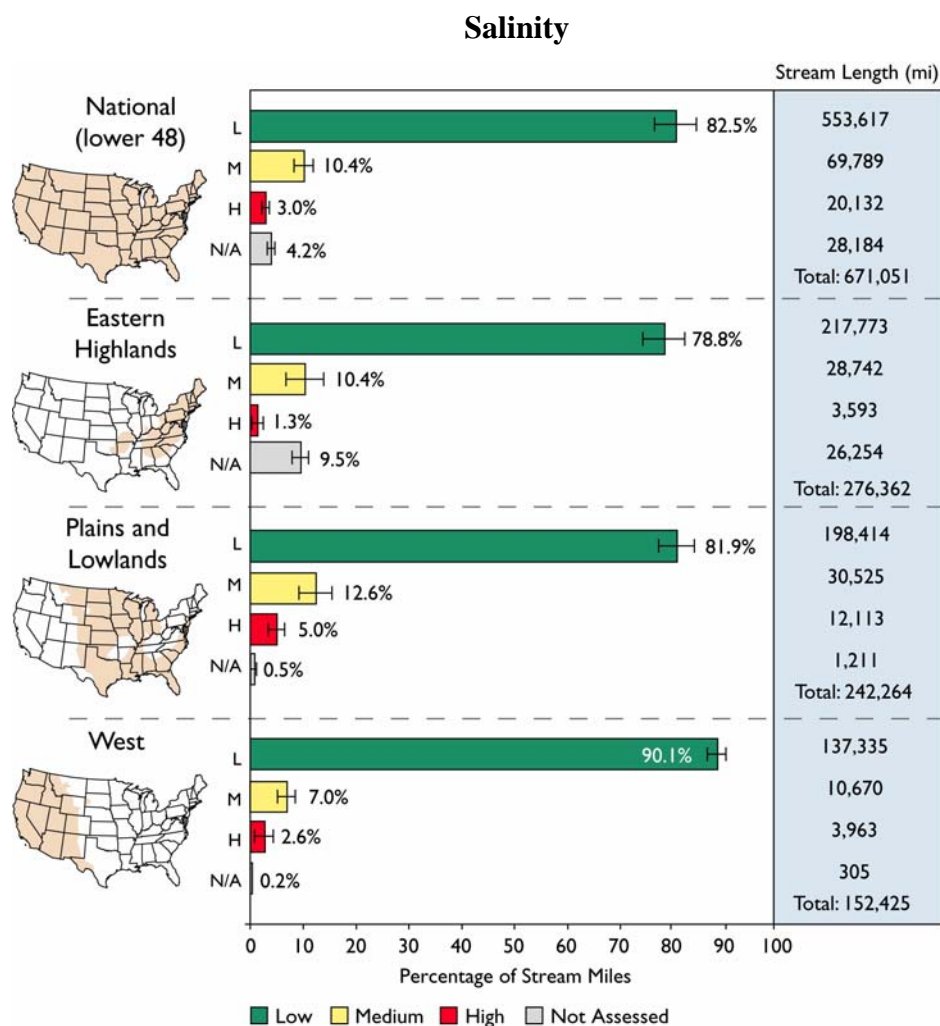 Salinity
Stream Length (mi)
National
(lower 48)
L 82.5% 553,617
M 10.4% 69,789
H 3.0% 20,132
N/A 4.2% 28,184
Total: 671,051
Eastern
Highlands
L 78.8% 217,773
M 10.4% 28,742
H 1.3% 3,593
N/A 9.5% 26,254
Total: 276,362
Plains and
Lowlands
L 81.9% 198,414
M 12.6% 30,525
H 5.0% 12,113
N/A 0.5% 1,211
Total: 242,264
West
L 90.1% 137,335
M 7.0% 10,670
H 2.6% 3,963
N/A 0.2% 305
Total: 152,425
0 10 20 30 40 50 60 70 80 90 100
Percentage of Stream Miles
Low Medium High Not Assessed